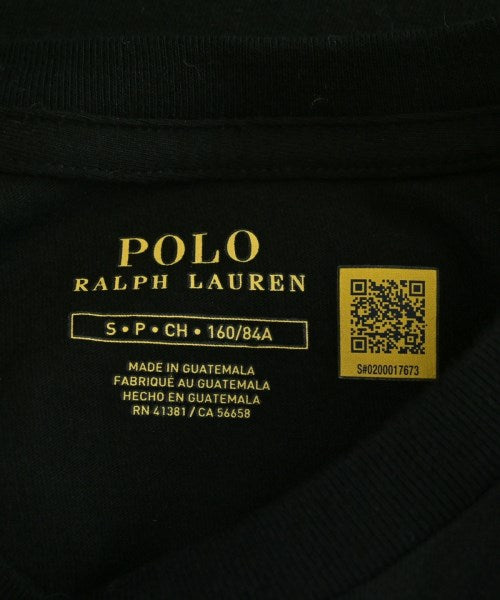 POLO
RALPH LAUREN
S • P • CH • 160/84A
MADE IN GUATEMALA
FABRIQUÉ AU GUATEMALA
HECHO EN GUATEMALA
RN 41381 / CA 56658
S#0200017673